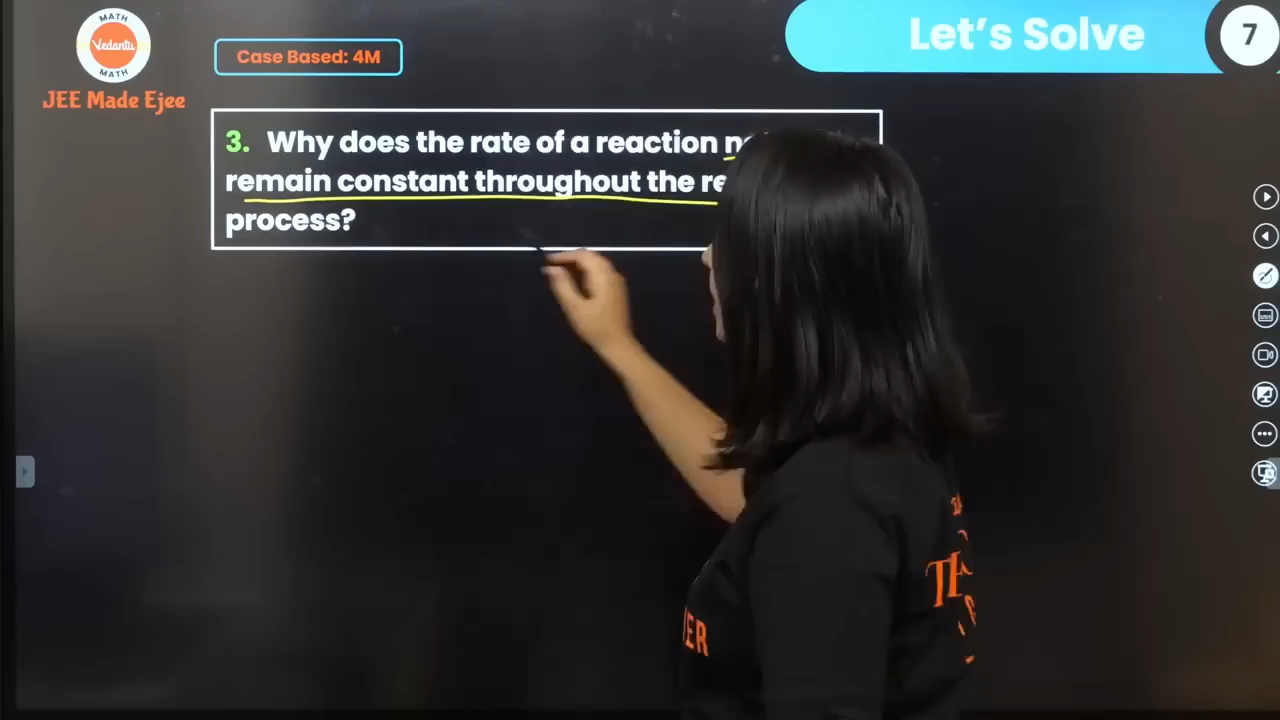 MATH
Vedantu
MATH
JEE Made Ejee
Case Based: 4M
Let's Solve
7
3. Why does the rate of a reaction
remain constant throughout the
process?